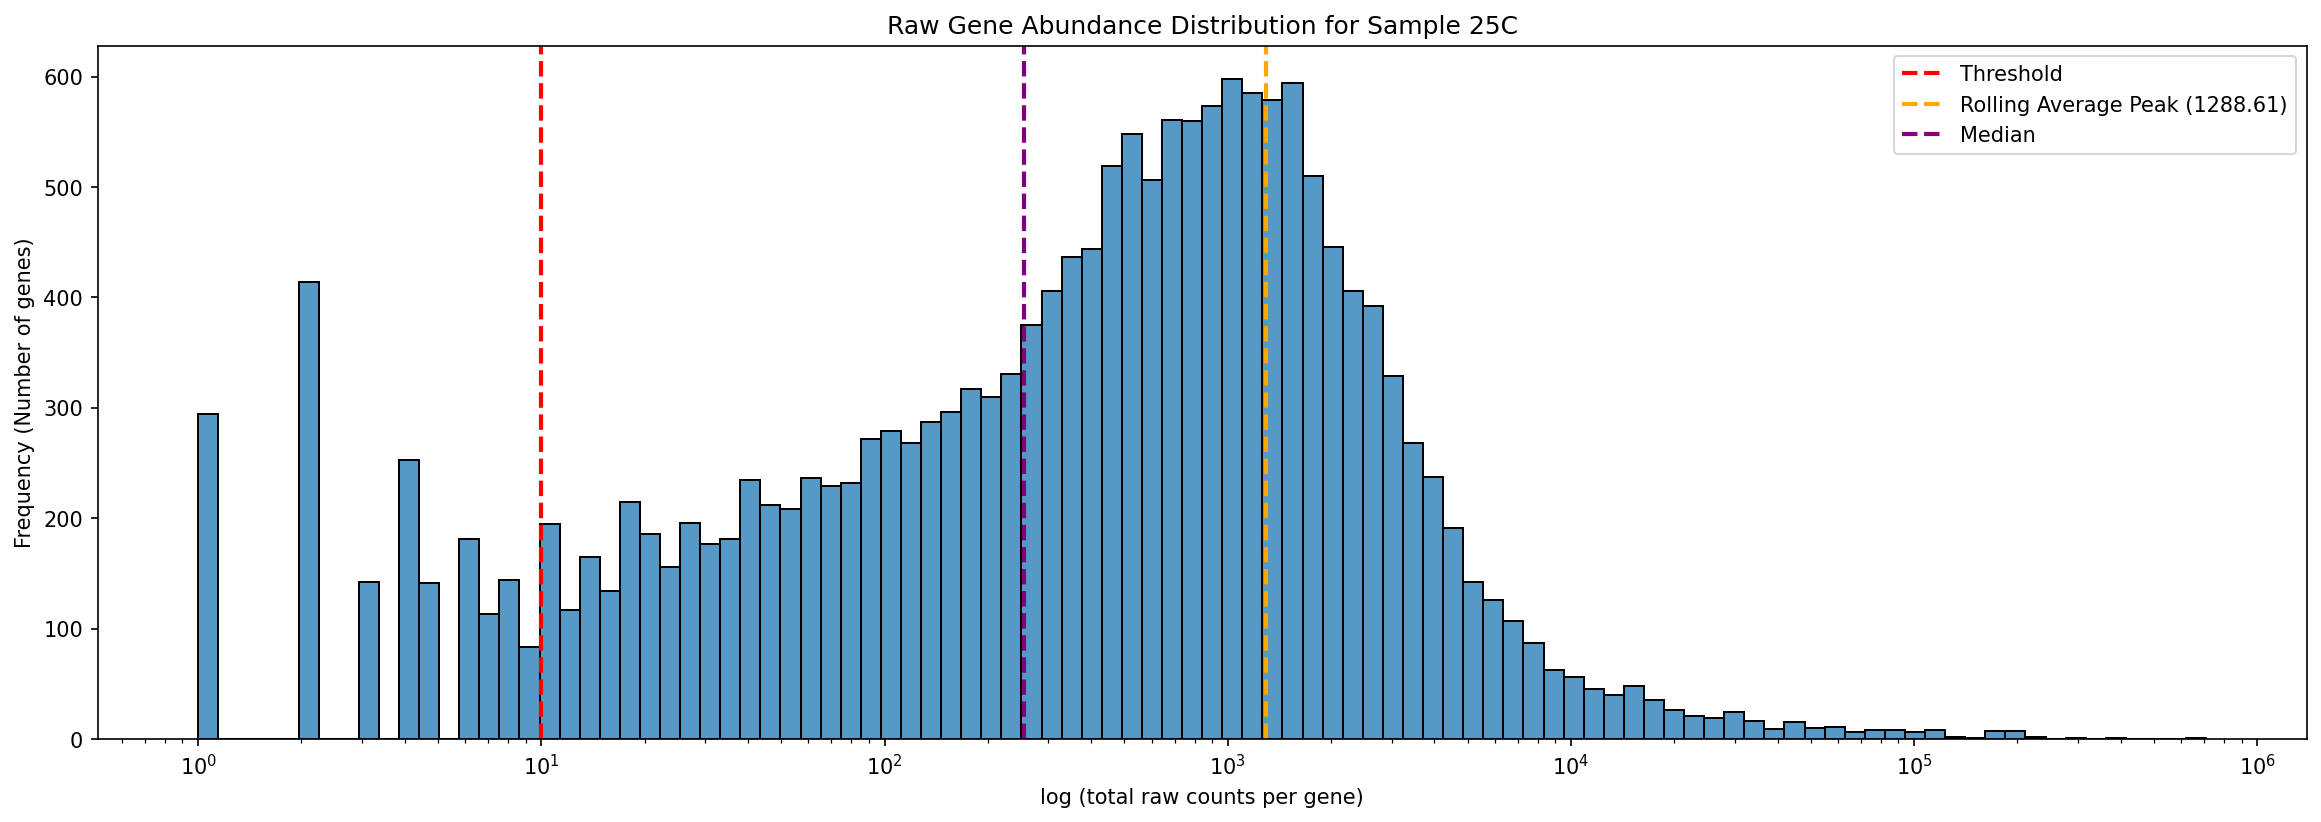 Raw Gene Abundance Distribution for Sample 25C
Threshold
Rolling Average Peak (1288.61)
Median
Frequency (Number of genes)
600
500
400
300
200
100
0
10⁰
10¹
10²
10³
10⁴
10⁵
10⁶
log (total raw counts per gene)